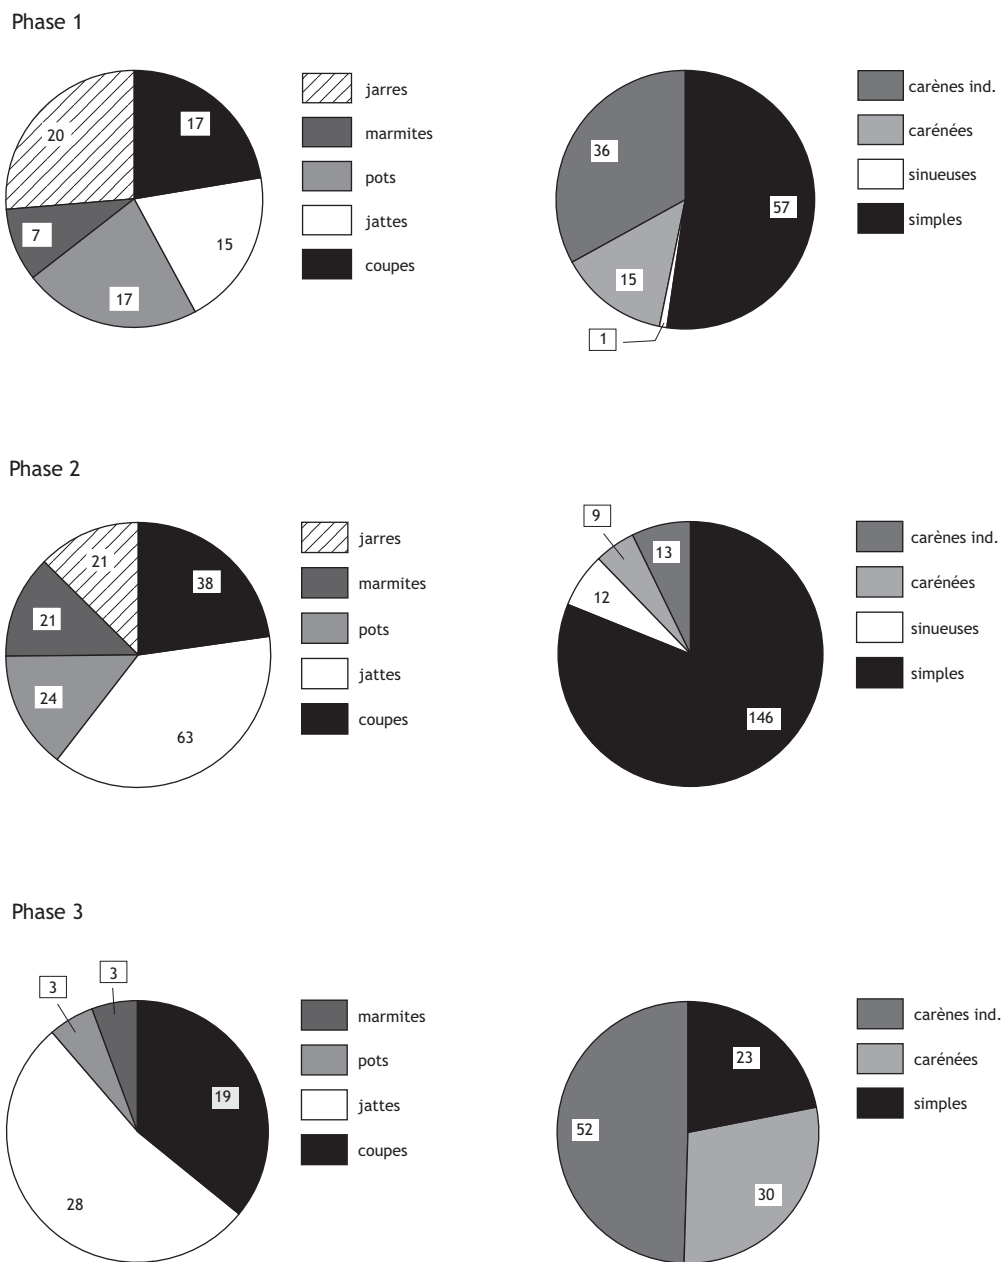 Phase 1
20
17
7
15
17
jarres
marmites
pots
jattes
coupes
36
57
15
1
carènes ind.
carénées
sinueuses
simples
Phase 2
21
38
21
24
63
jarres
marmites
pots
jattes
coupes
9
13
12
146
carènes ind.
carénées
sinueuses
simples
Phase 3
3
3
19
28
marmites
pots
jattes
coupes
23
52
30
carènes ind.
carénées
simples